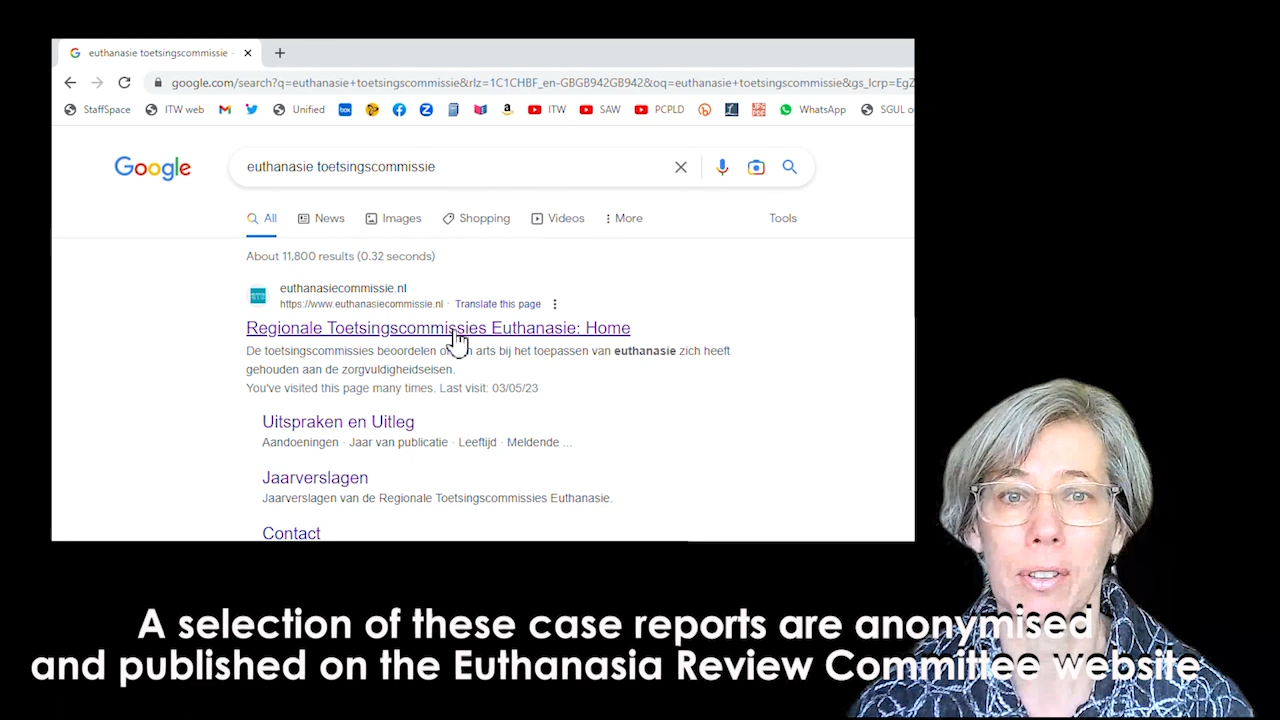 euthanasie toetsingscommissie
google.com/search?q=euthanasie+toetsingscommissie&rlz=1C1CHBF_en-GBGB942GB942&oq=euthanasie+toetsingscommissie&gs_lcrp=EgZ
StaffSpace ITW web Unified box ITW SAW PCPLD WhatsApp SGUL
Google euthanasie toetsingscommissie
All News Images Shopping Videos More Tools
About 11,800 results (0.32 seconds)
euthanasiecommissie.nl
https://www.euthanasiecommissie.nl · Translate this page
Regionale Toetsingscommissies Euthanasie: Home
De toetsingscommissies beoordelen arts bij het toepassen van euthanasie zich heeft
gehouden aan de zorgvuldigheidseisen.
You've visited this page many times. Last visit: 03/05/23
Uitspraken en Uitleg
Aandoeningen · Jaar van publicatie · Leeftijd · Meldende ...
Jaarverslagen
Jaarverslagen van de Regionale Toetsingscommissies Euthanasie.
Contact
A selection of these case reports are anonymised
and published on the Euthanasia Review Committee website